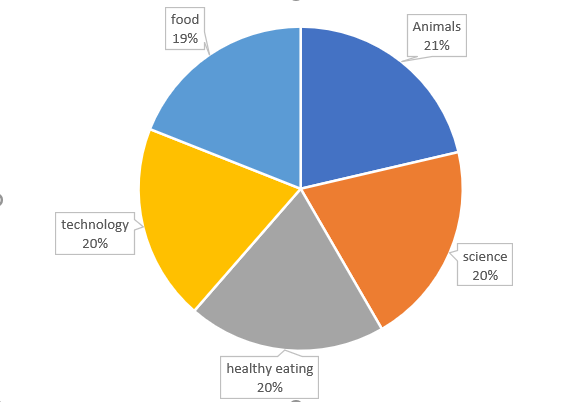 food
19%
Animals
21%
technology
20%
science
20%
healthy eating
20%